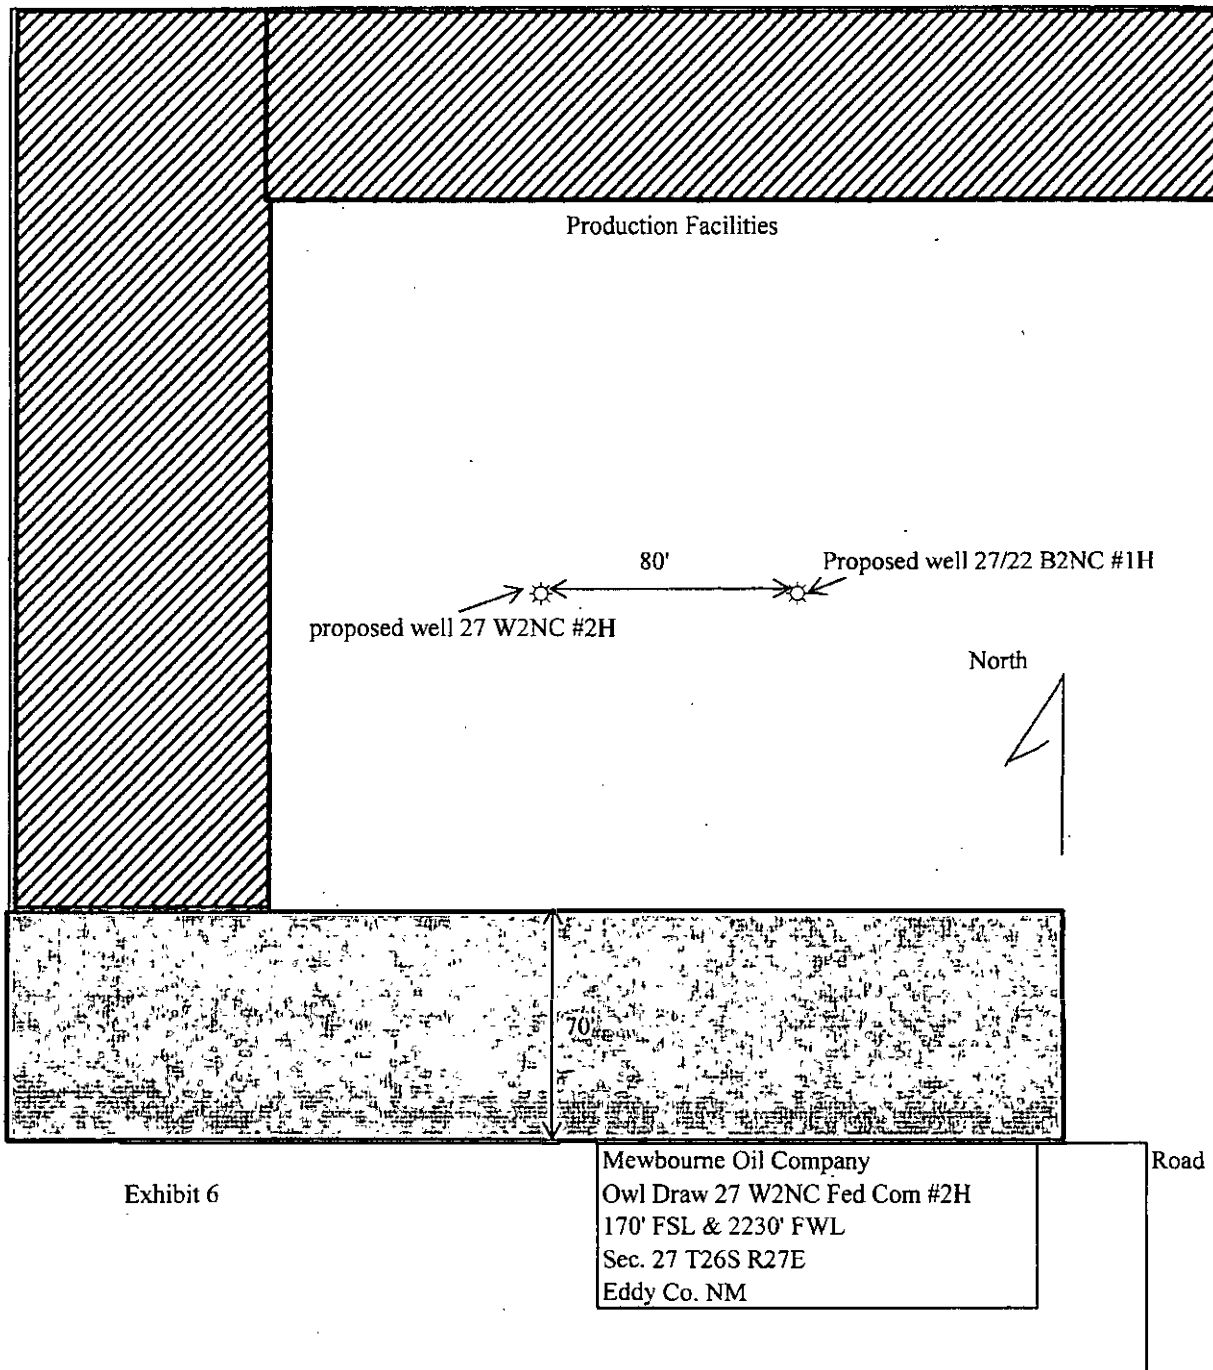 Production Facilities
80'
Proposed well 27/22 B2NC #1H
proposed well 27 W2NC #2H
North
70'
Mewbourne Oil Company
Owl Draw 27 W2NC Fed Com #2H
170' FSL & 2230' FWL
Sec. 27 T26S R27E
Eddy Co. NM
Road
Exhibit 6